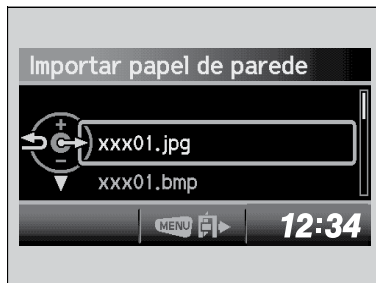 Importar papel de parede
xxx01.jpg
xxx01.bmp
MENU
12:34